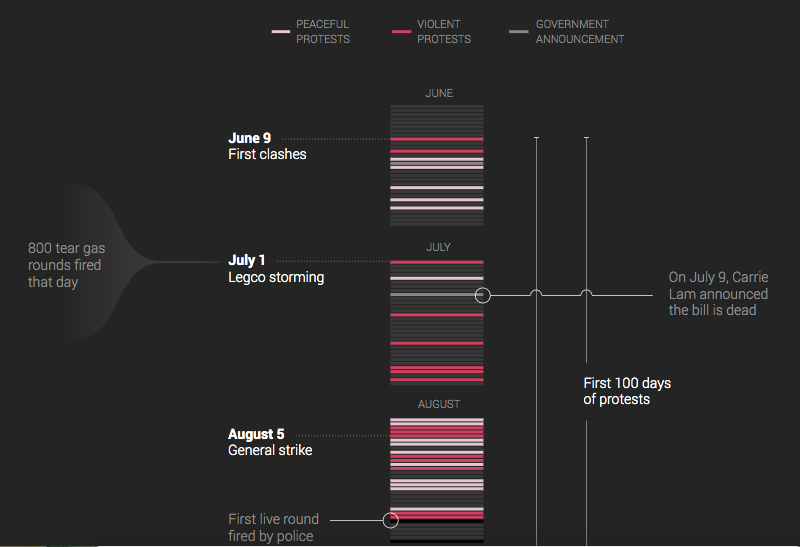 PEACEFUL
PROTESTS
VIOLENT
PROTESTS
GOVERNMENT
ANNOUNCEMENT
JUNE
June 9
First clashes
800 tear gas
rounds fired
that day
JULY
July 1
Legco storming
On July 9, Carrie
Lam announced
the bill is dead
First 100 days
of protests
AUGUST
August 5
General strike
First live round
fired by police